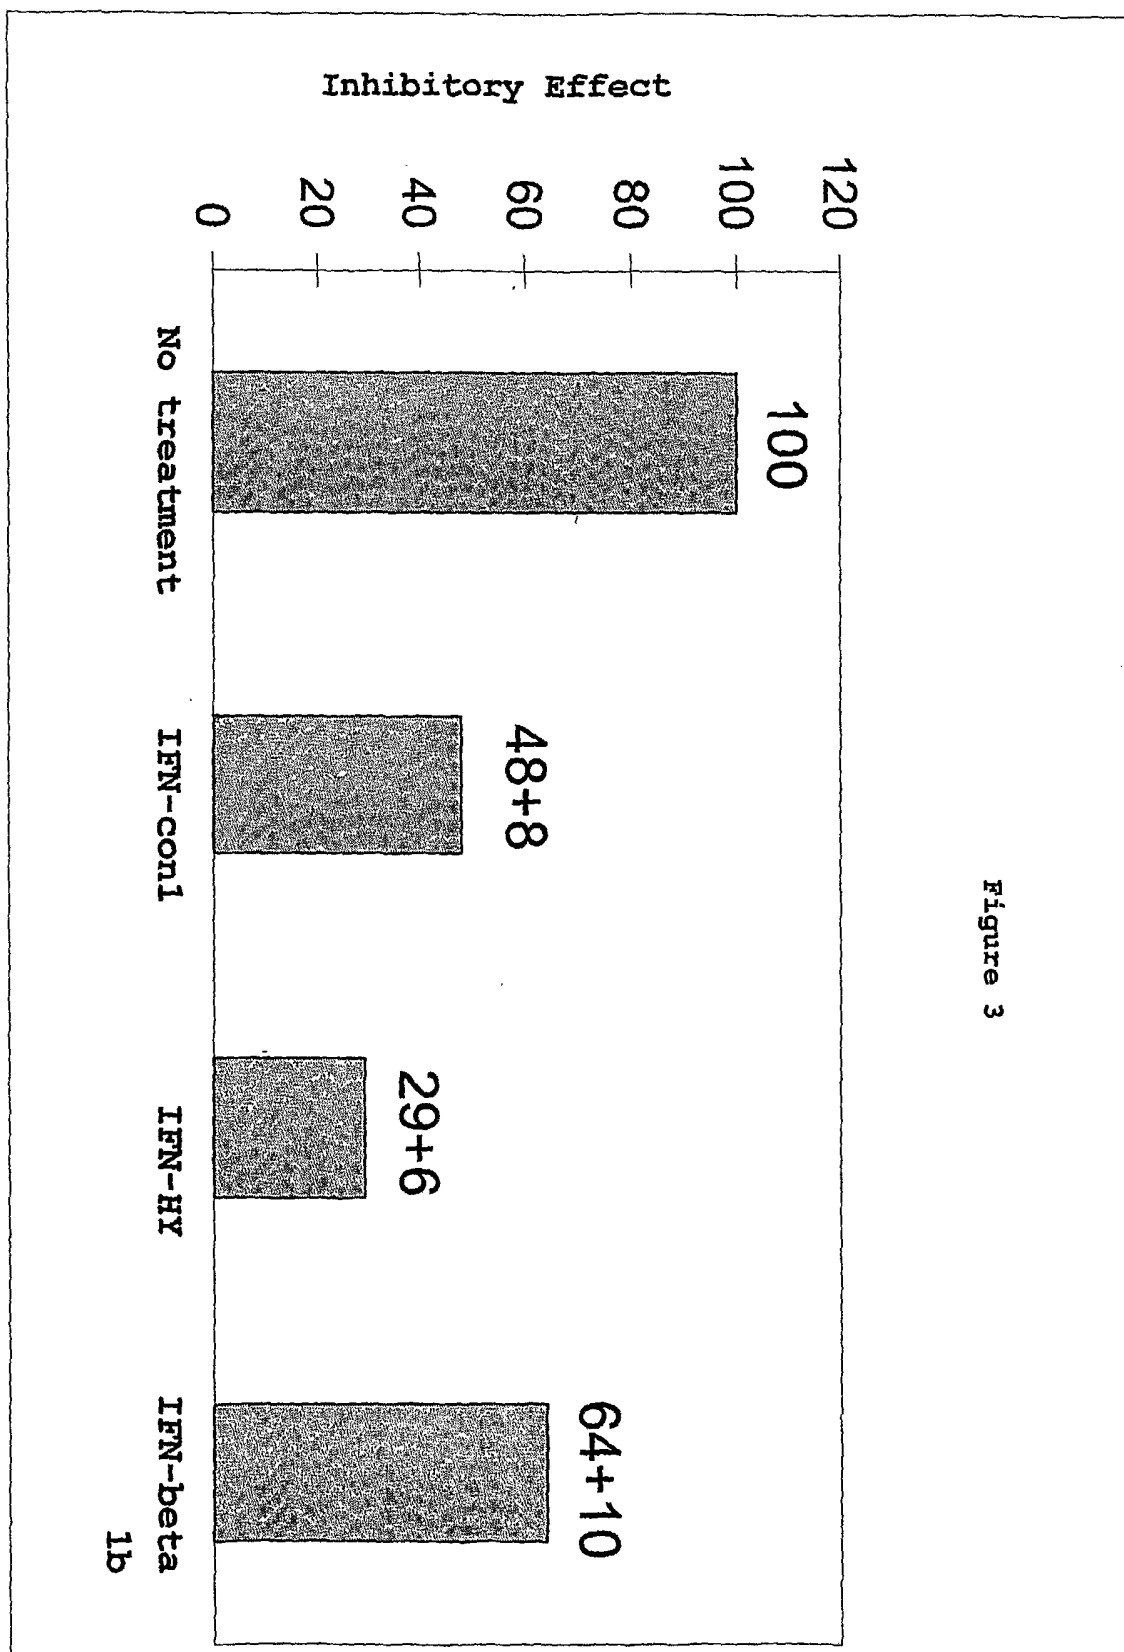 Figure 3
Inhibitory Effect
120
100
80
60
40
20
0
100
48+8
29+6
64+10
No treatment
IFN-con1
IFN-HY
IFN-beta
1b